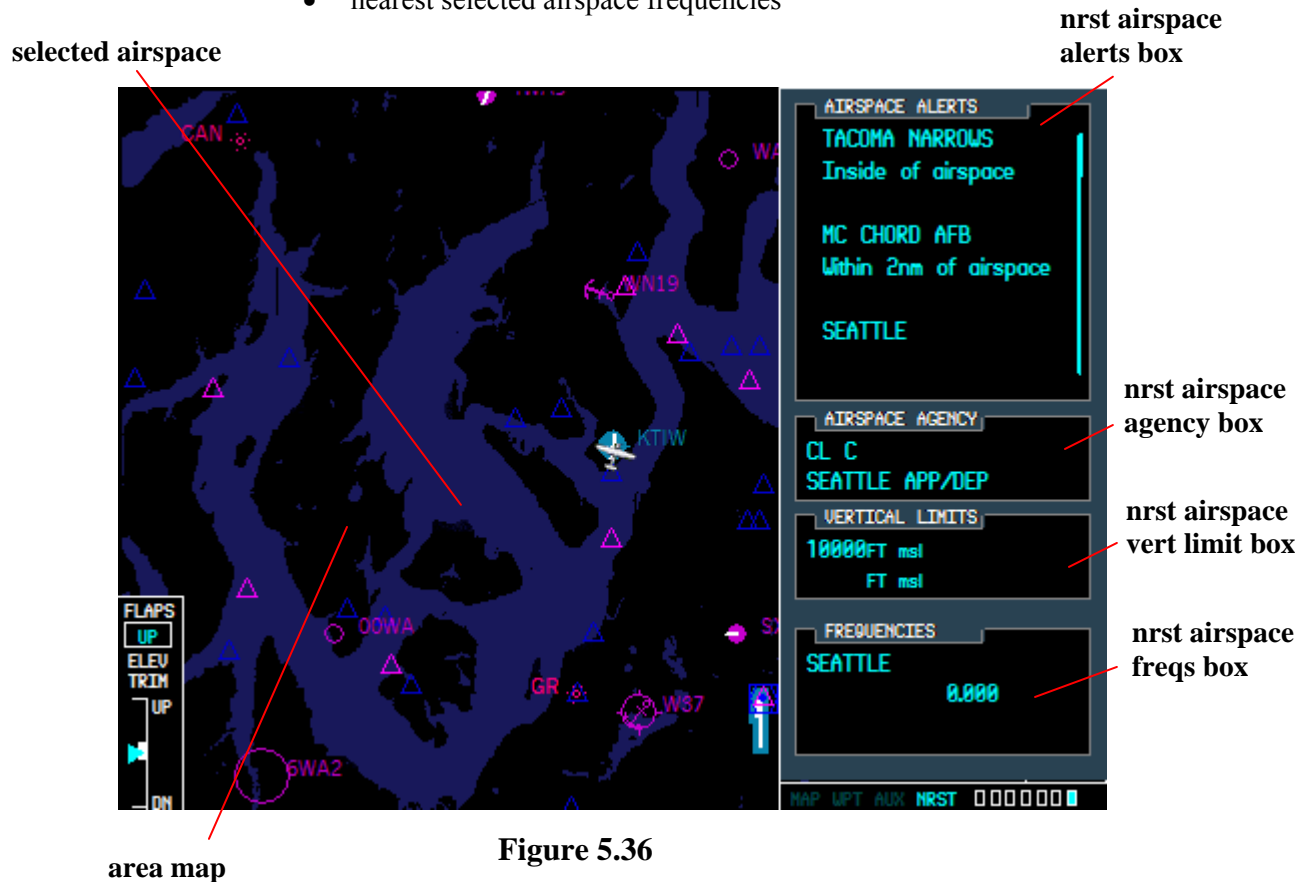 • nearest selected airspace frequencies
nrst airspace
alerts box
selected airspace
CAN
WN19
KTIW
00WA
GR
W87
6WA2
FLAPS
UP
ELEV
TRIM
UP
DN
AIRSPACE ALERTS
TACOMA NARROWS
Inside of airspace
MC CHORD AFB
Within 2nm of airspace
SEATTLE
nrst airspace
agency box
AIRSPACE AGENCY
CL C
SEATTLE APP/DEP
nrst airspace
vert limit box
VERTICAL LIMITS
10000FT msl
FT msl
nrst airspace
freqs box
FREQUENCIES
SEATTLE
0.000
MAP WPT AUX NRST
area map
Figure 5.36